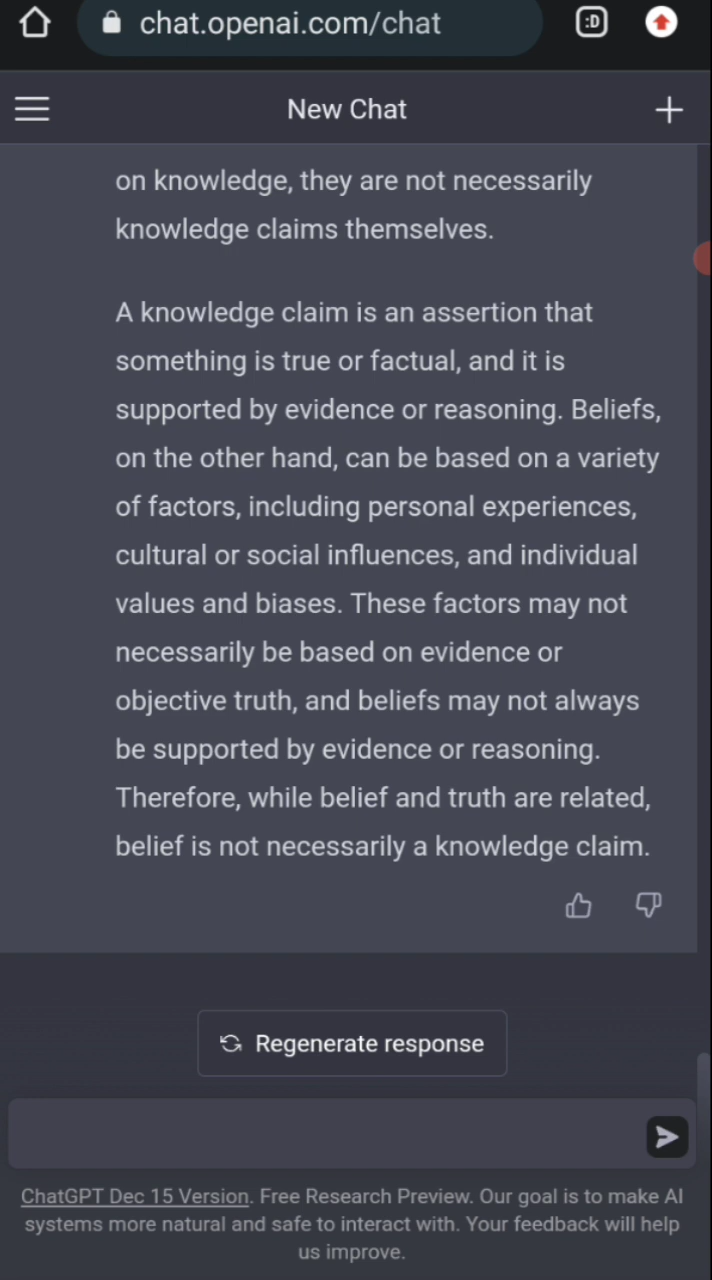 chat.openai.com/chat
:D
New Chat
on knowledge, they are not necessarily
knowledge claims themselves.
A knowledge claim is an assertion that
something is true or factual, and it is
supported by evidence or reasoning. Beliefs,
on the other hand, can be based on a variety
of factors, including personal experiences,
cultural or social influences, and individual
values and biases. These factors may not
necessarily be based on evidence or
objective truth, and beliefs may not always
be supported by evidence or reasoning.
Therefore, while belief and truth are related,
belief is not necessarily a knowledge claim.
Regenerate response
ChatGPT Dec 15 Version. Free Research Preview. Our goal is to make AI
systems more natural and safe to interact with. Your feedback will help
us improve.